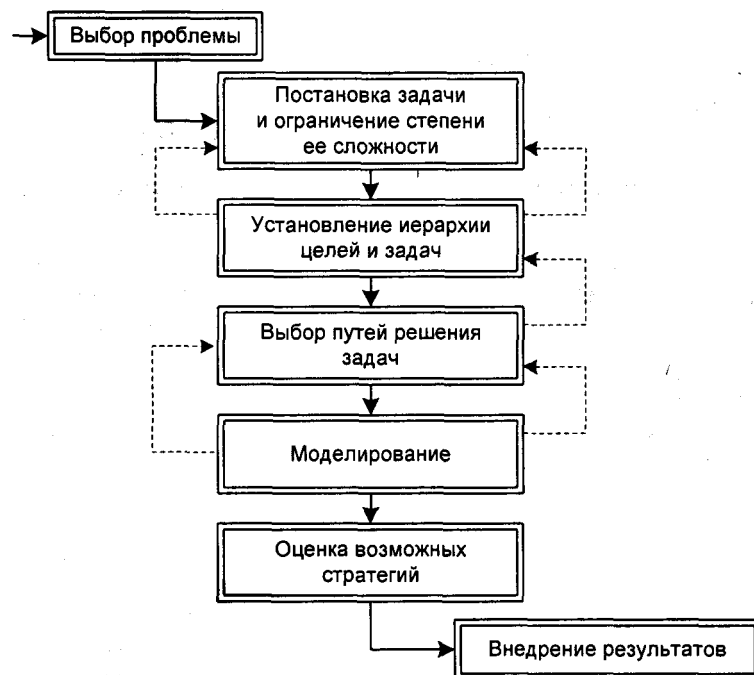 Выбор проблемы
Постановка задачи
и ограничение степени
ее сложности
Установление иерархии
целей и задач
Выбор путей решения
задач
Моделирование
Оценка возможных
стратегий
Внедрение результатов